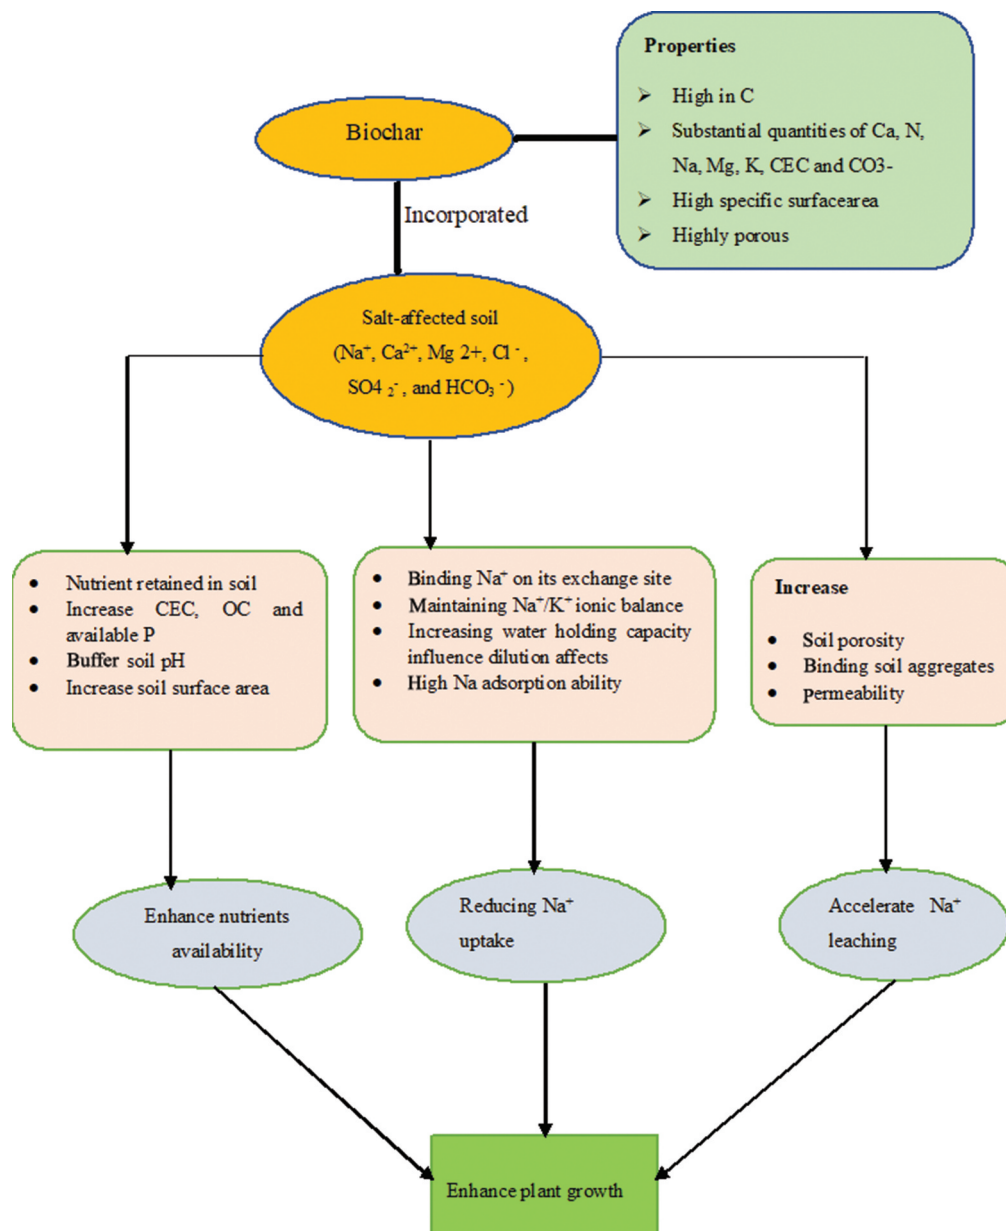 Properties
➢ High in C
➢ Substantial quantities of Ca, N,
Na, Mg, K, CEC and CO3-
➢ High specific surfacearea
➢ Highly porous
Biochar
Incorporated
Salt-affected soil
(Na⁺, Ca²⁺, Mg 2+, Cl ⁻,
SO4 ₂⁻, and HCO₃ ⁻)
• Nutrient retained in soil
• Increase CEC, OC and
available P
• Buffer soil pH
• Increase soil surface area
• Binding Na⁺ on its exchange site
• Maintaining Na⁺/K⁺ ionic balance
• Increasing water holding capacity
influence dilution affects
• High Na adsorption ability
Increase
• Soil porosity
• Binding soil aggregates
• Permeability
Enhance nutrients
availability
Reducing Na⁺
uptake
Accelerate Na⁺
leaching
Enhance plant growth